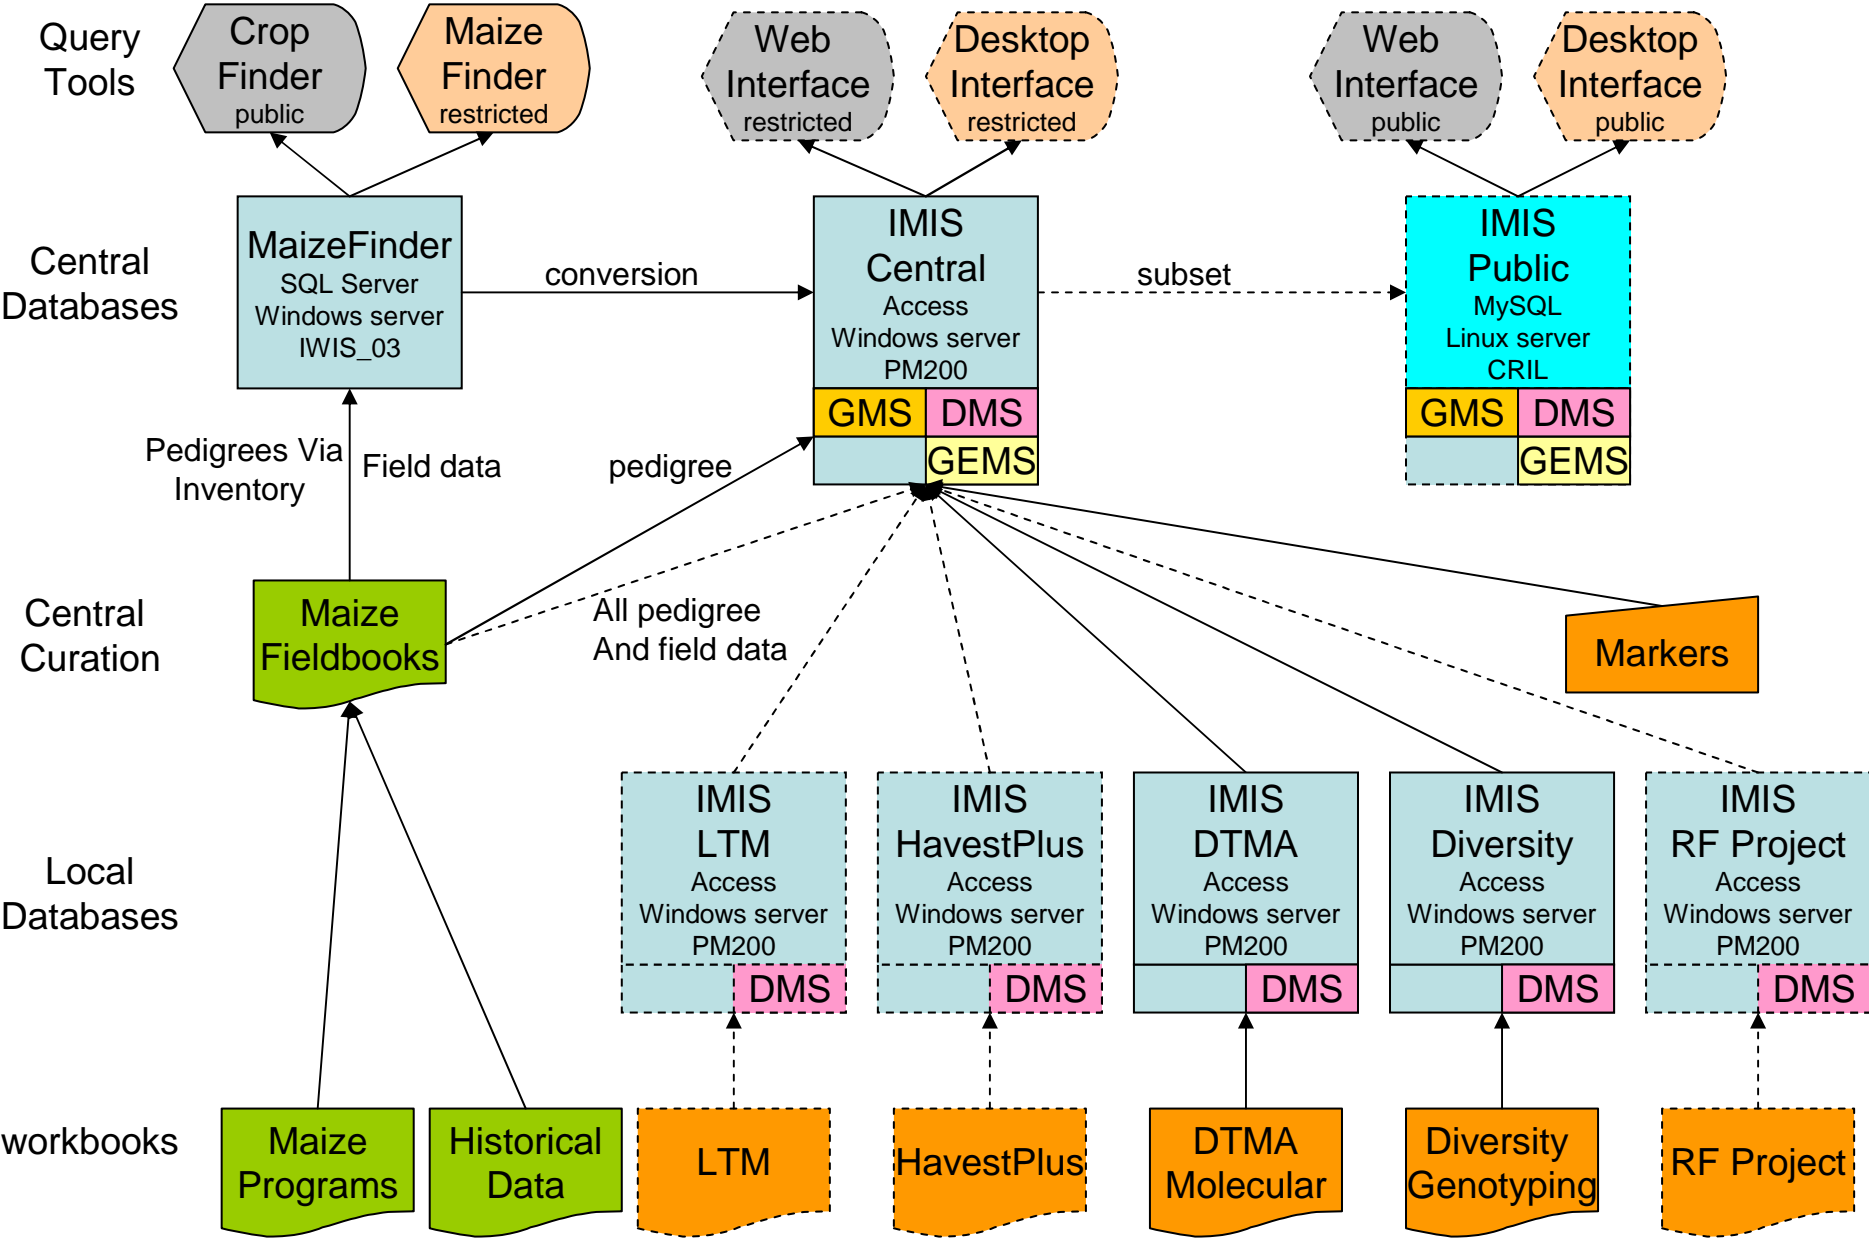 Query
Tools
Crop
Finder
public
Maize
Finder
restricted
Web
Interface
restricted
Desktop
Interface
restricted
Web
Interface
public
Desktop
Interface
public
Central
Databases
MaizeFinder
SQL Server
Windows server
IWIS_03
conversion
IMIS
Central
Access
Windows server
PM200
GMS
DMS
GEMS
subset
IMIS
Public
MySQL
Linux server
CRIL
GMS
DMS
GEMS
Pedigrees Via
Inventory
Field data
pedigree
Central
Curation
Maize
Fieldbooks
All pedigree
And field data
Markers
Local
Databases
IMIS
LTM
Access
Windows server
PM200
DMS
IMIS
HavestPlus
Access
Windows server
PM200
DMS
IMIS
DTMA
Access
Windows server
PM200
DMS
IMIS
Diversity
Access
Windows server
PM200
DMS
IMIS
RF Project
Access
Windows server
PM200
DMS
workbooks
Maize
Programs
Historical
Data
LTM
HavestPlus
DTMA
Molecular
Diversity
Genotyping
RF Project